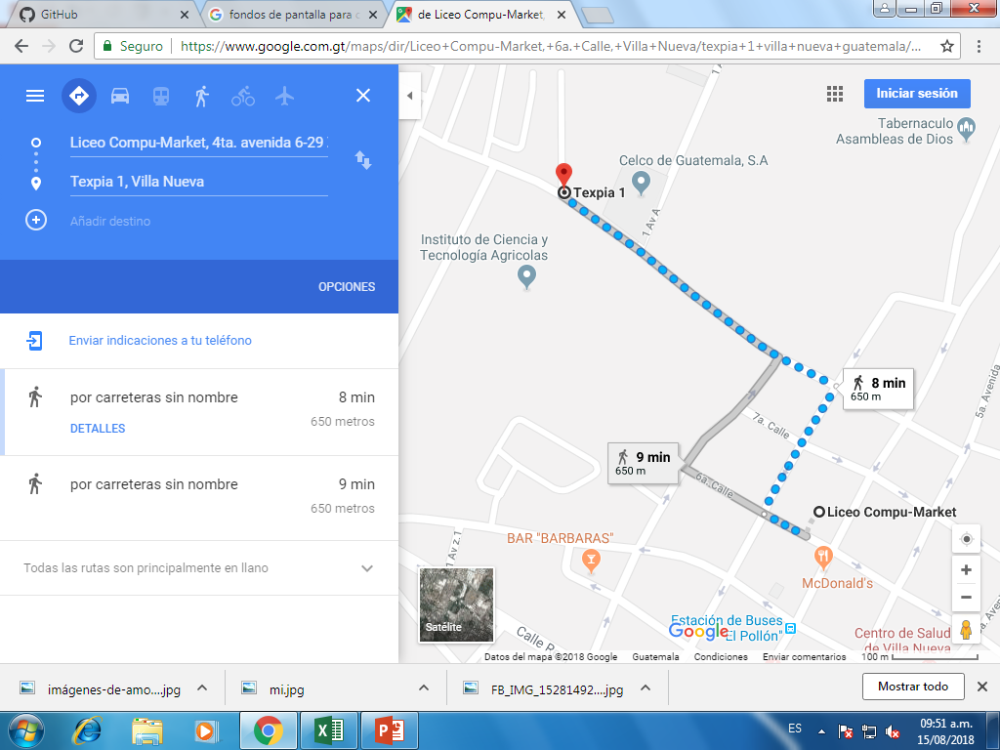 GitHub
fondos de pantalla para
de Liceo Compu-Market,
Seguro
https://www.google.com.gt/maps/dir/Liceo+Compu-Market,+6a.+Calle,+Villa+Nueva/texpia+1+villa+nueva+guatemala/...
Liceo Compu-Market, 4ta. avenida 6-29
Texpia 1, Villa Nueva
Añadir destino
OPCIONES
Enviar indicaciones a tu teléfono
por carreteras sin nombre
8 min
650 metros
DETALLES
por carreteras sin nombre
9 min
650 metros
Todas las rutas son principalmente en llano
Iniciar sesión
Tabernaculo
Asambleas de Dios
Celco de Guatemala, S.A
Texpia 1
1 Av A
Instituto de Ciencia y
Tecnología Agricolas
8 min
650 m
5a. Avenida
7a. Calle
9 min
650 m
6a. Calle
Liceo Compu-Market
BAR "BARBARAS"
1 Av z.1
McDonald's
Satélite
Estación de Buses
El Pollón"
Google
Centro de Salud
de Villa Nueva
Datos del mapa ©2018 Google
Guatemala
Condiciones
Enviar comentarios
100 m
imágenes-de-amo....jpg
mi.jpg
FB_IMG_15281492....jpg
Mostrar todo
ES
09:51 a.m.
15/08/2018